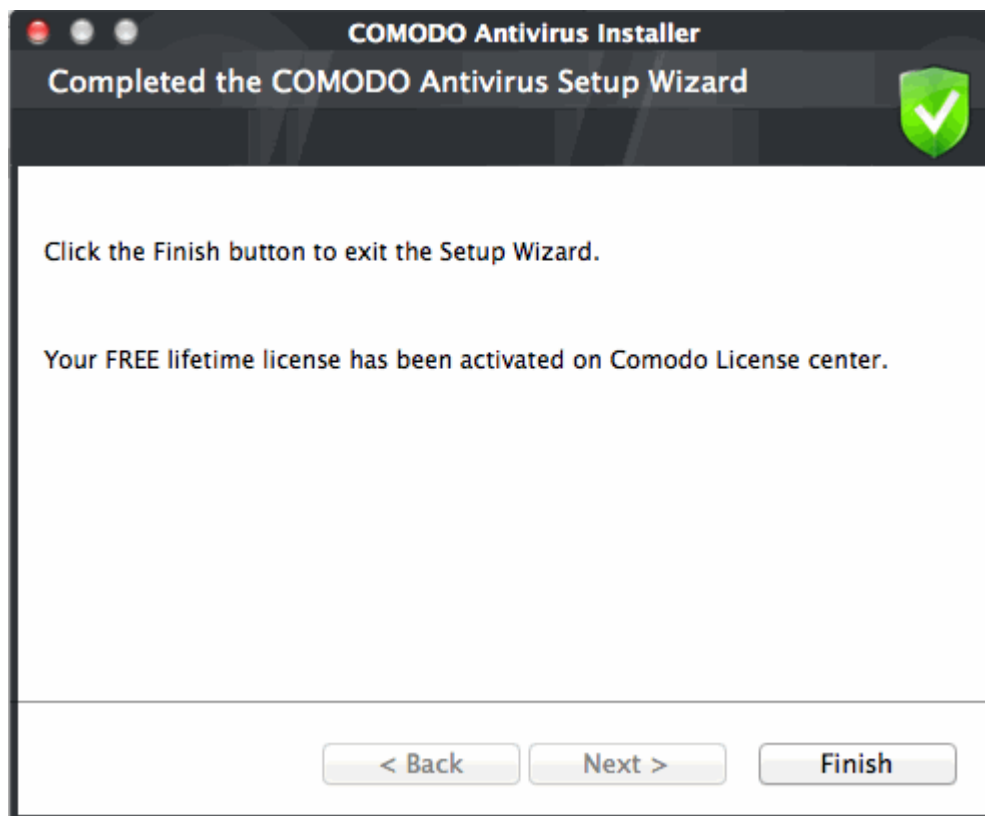 COMODO Antivirus Installer
Completed the COMODO Antivirus Setup Wizard
Click the Finish button to exit the Setup Wizard.
Your FREE lifetime license has been activated on Comodo License center.
< Back
Next >
Finish